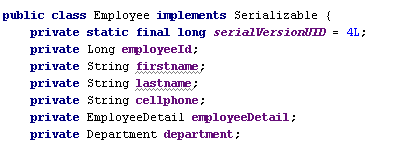 public class Employee implements Serializable {
private static final long serialVersionUID = 4L;
private Long employeeId;
private String firstname;
private String lastname;
private String cellphone;
private EmployeeDetail employeeDetail;
private Department department;